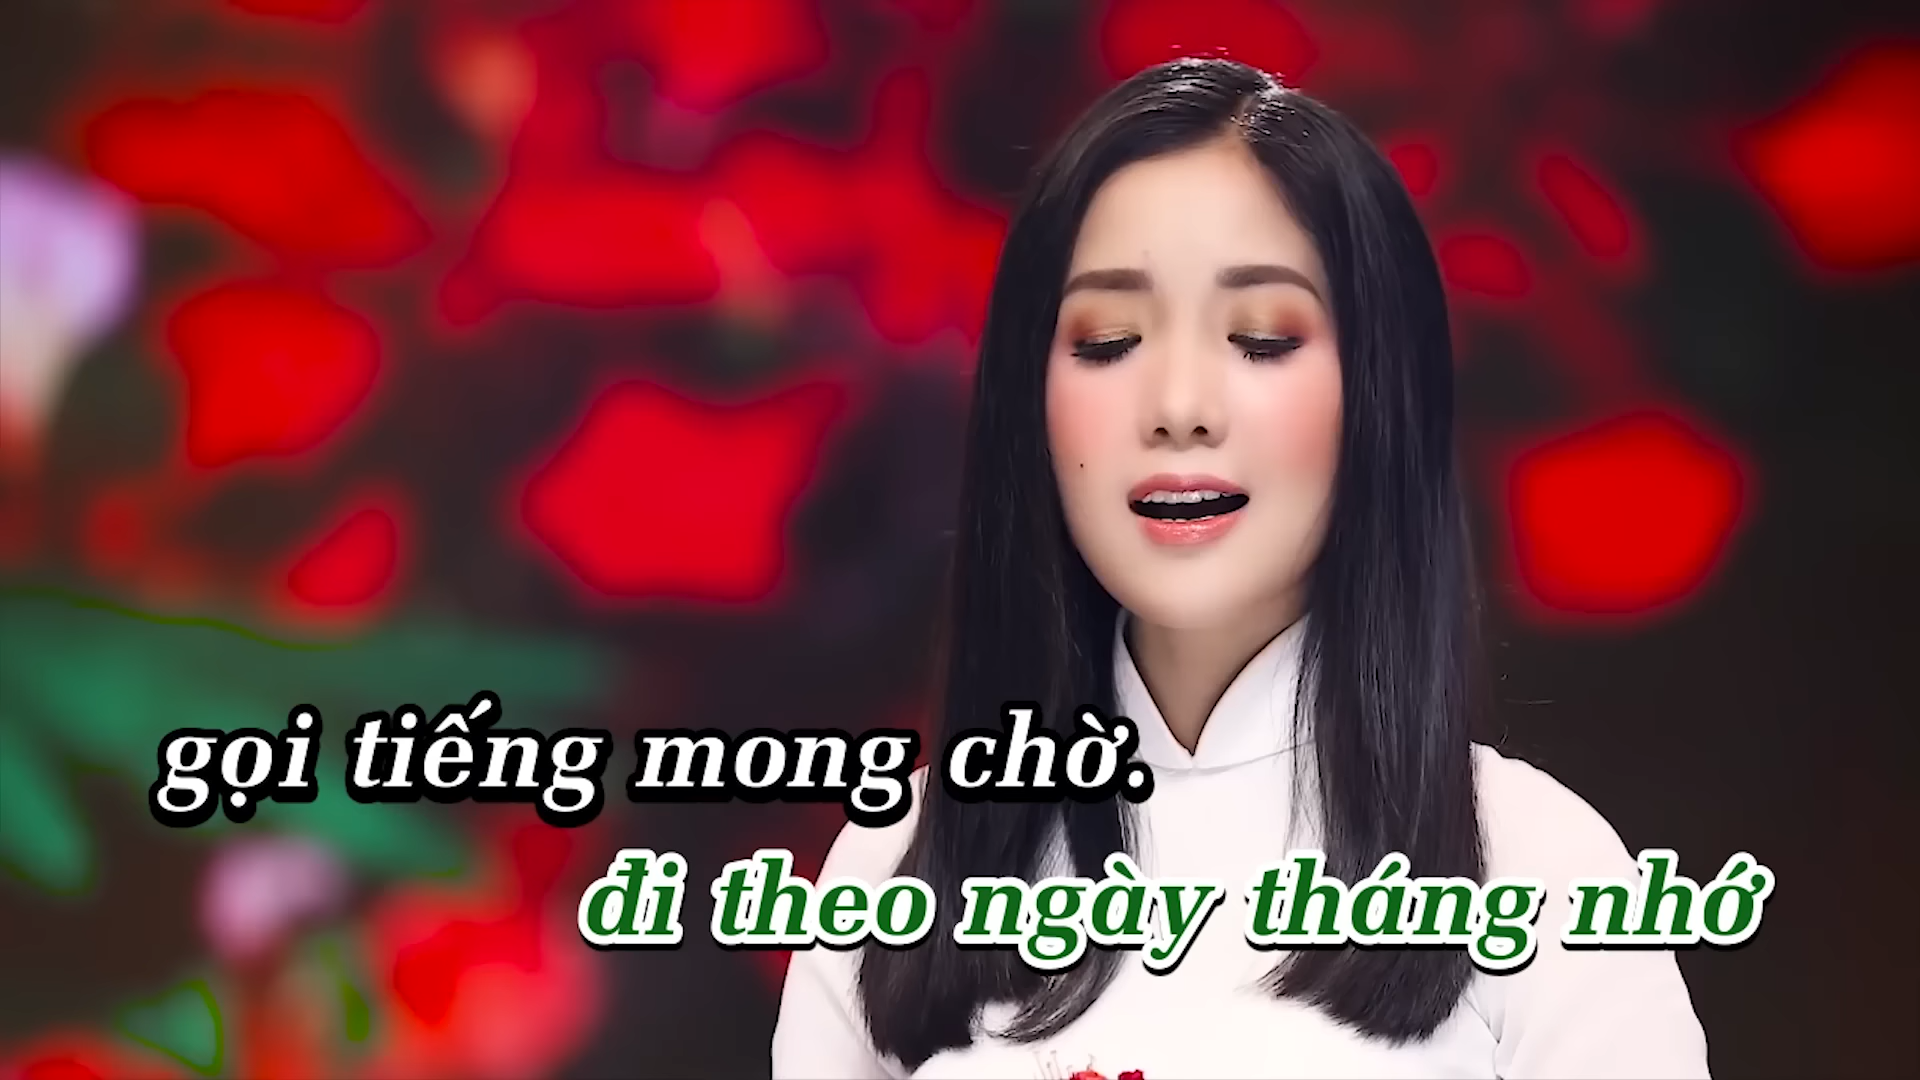 gọi tiếng mong chờ.
đi theo ngày tháng nhớ